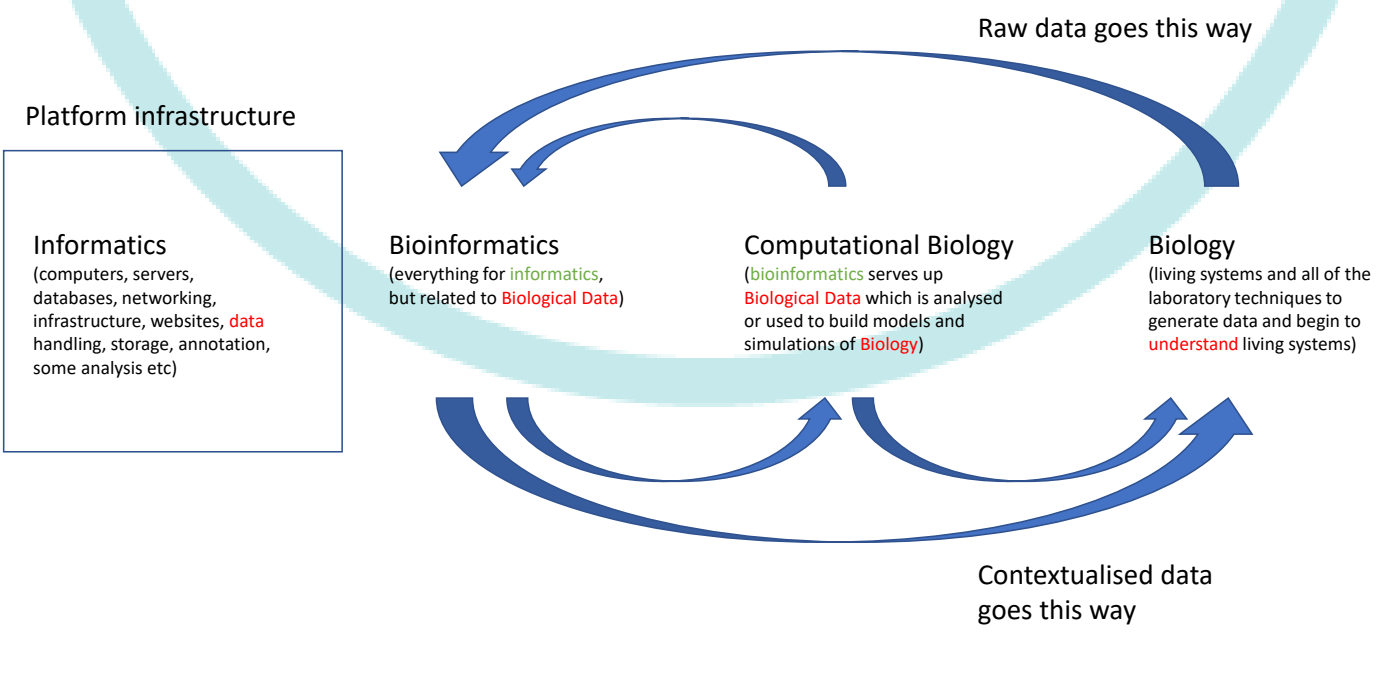 Raw data goes this way
Platform infrastructure
Informatics
(computers, servers,
databases, networking,
infrastructure, websites, data
handling, storage, annotation,
some analysis etc)
Bioinformatics
(everything for informatics,
but related to Biological Data)
Computational Biology
(bioinformatics serves up
Biological Data which is analysed
or used to build models and
simulations of Biology)
Biology
(living systems and all of the
laboratory techniques to
generate data and begin to
understand living systems)
Contextualised data
goes this way